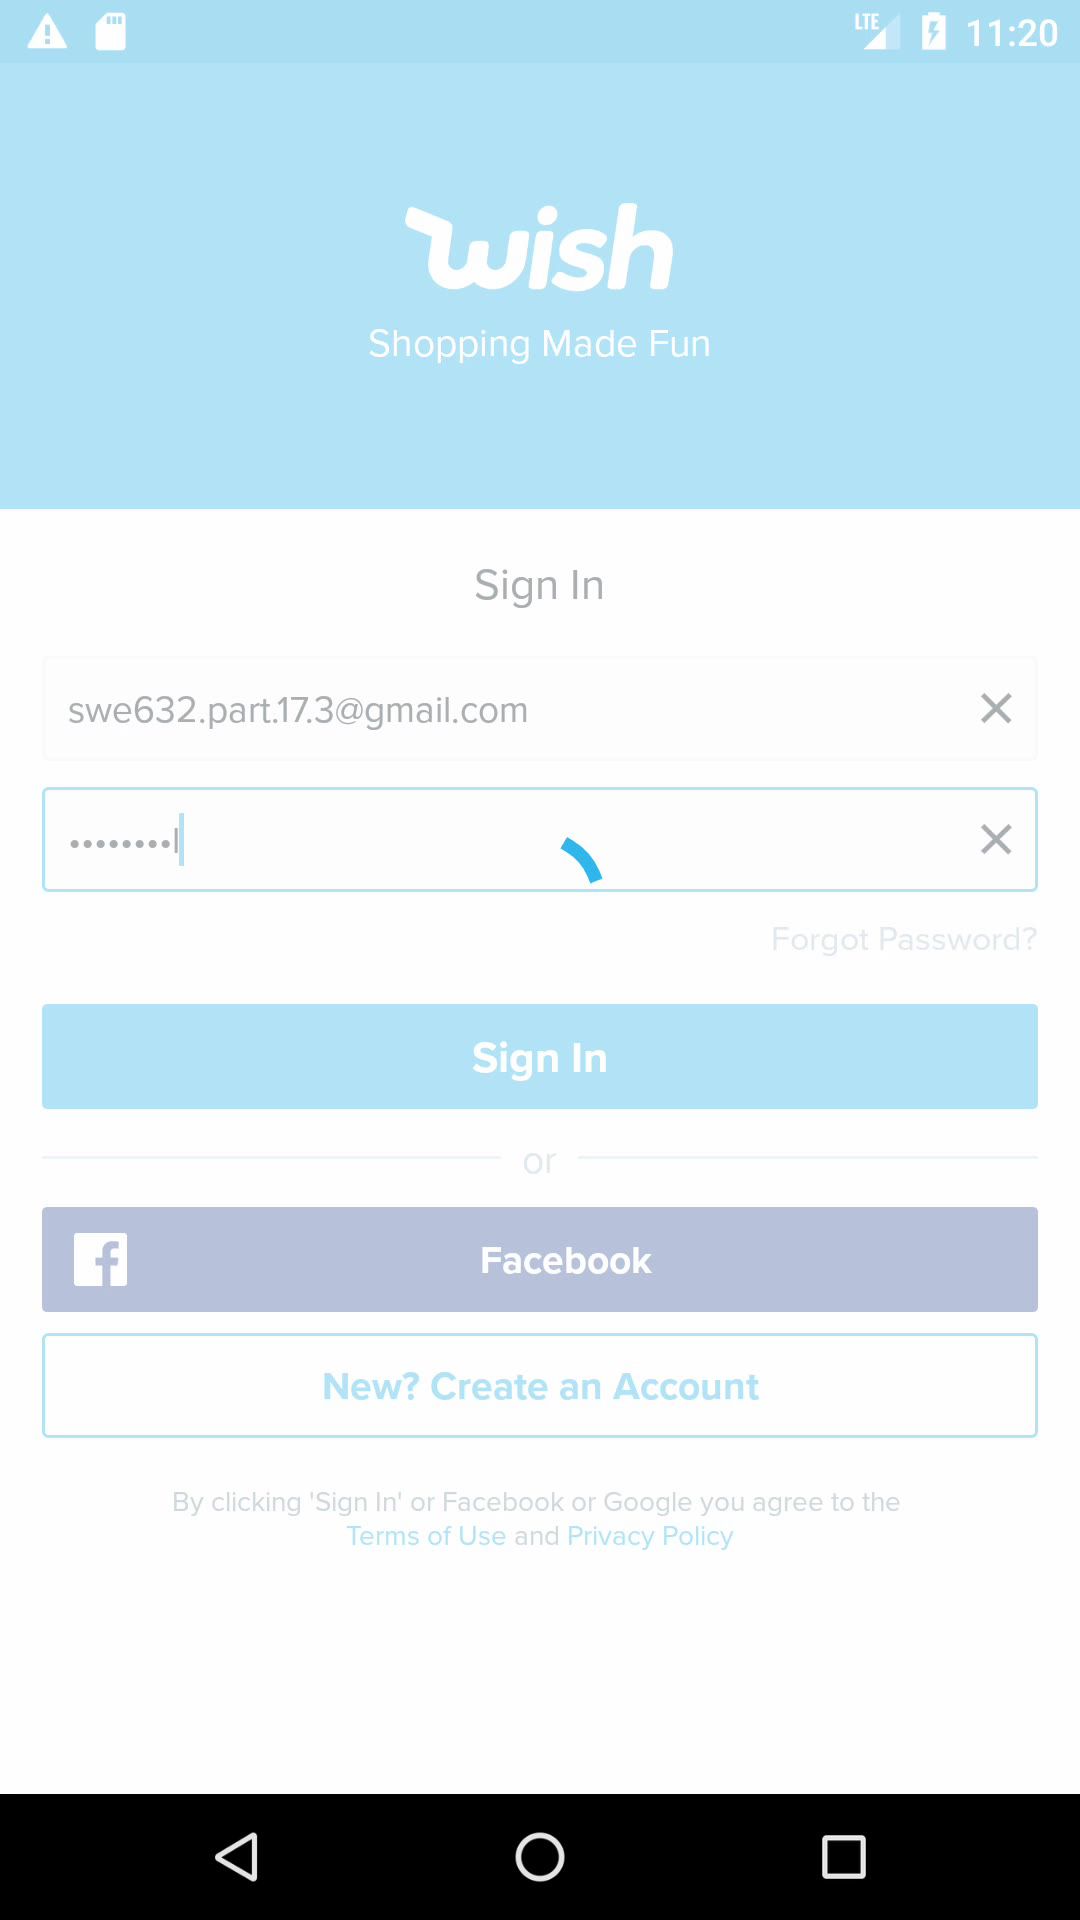 LTE 11:20
wish
Shopping Made Fun
Sign In
swe632.part.17.3@gmail.com
••••••••l
Forgot Password?
Sign In
or
Facebook
New? Create an Account
By clicking 'Sign In' or Facebook or Google you agree to the
Terms of Use and Privacy Policy